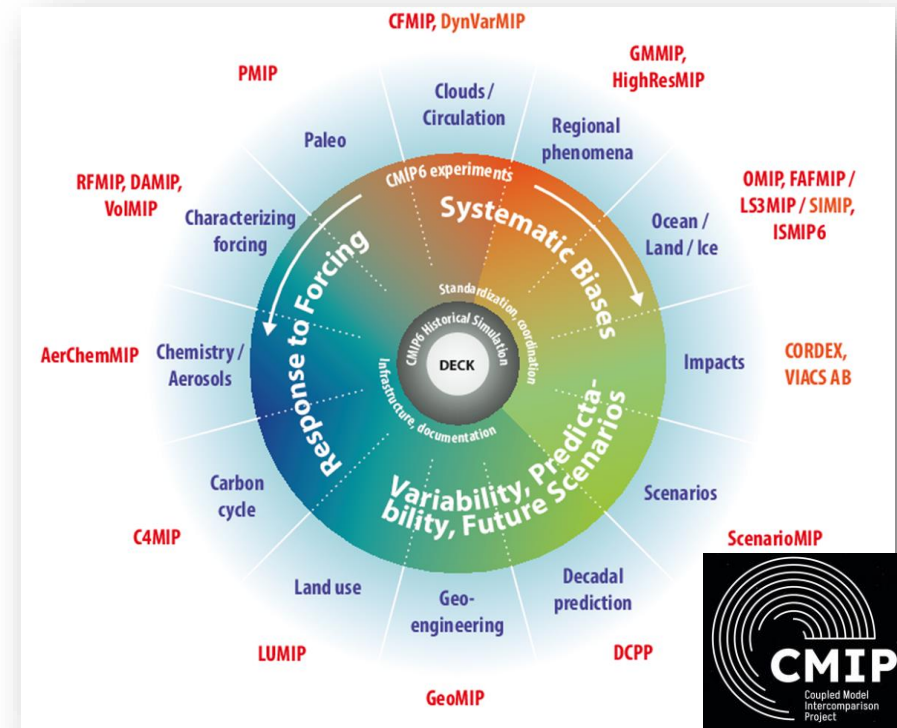 CFMIP, DynVarMIP
GMMIP,
HighResMIP
PMIP
Clouds /
Circulation
Regional
phenomena
Paleo
RFMIP, DAMIP,
VolMIP
OMIP, FAFMIP /
LS3MIP / SIMIP,
ISMIP6
Characterizing
forcing
Ocean /
Land / Ice
CMIP6 experiments
Systematic Biases
Response to Forcing
Standardization, coordination
CMIP6 Historical Simulation
DECK
Infrastructure, documentation
Variability, Predicta-
bility, Future Scenarios
AerChemMIP
Chemistry /
Aerosols
Impacts
CORDEX,
VIACS AB
Carbon
cycle
Scenarios
C4MIP
ScenarioMIP
Land use
Geo-
engineering
Decadal
prediction
LUMIP
GeoMIP
DCPP
CMIP
Coupled Model
Intercomparison
Project